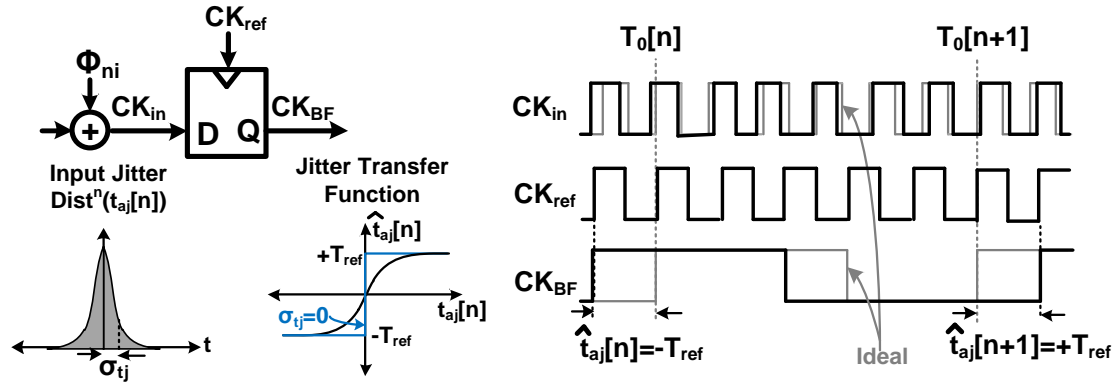 CKref
Φni
CKin
CKBF
+
D Q
Input Jitter
Distⁿ(taj[n])
σtj
t
Jitter Transfer
Function
t̂aj[n]
+Tref
taj[n]
σtj=0
-Tref
T0[n]
T0[n+1]
CKin
CKref
CKBF
t̂aj[n]=-Tref
Ideal
t̂aj[n+1]=+Tref